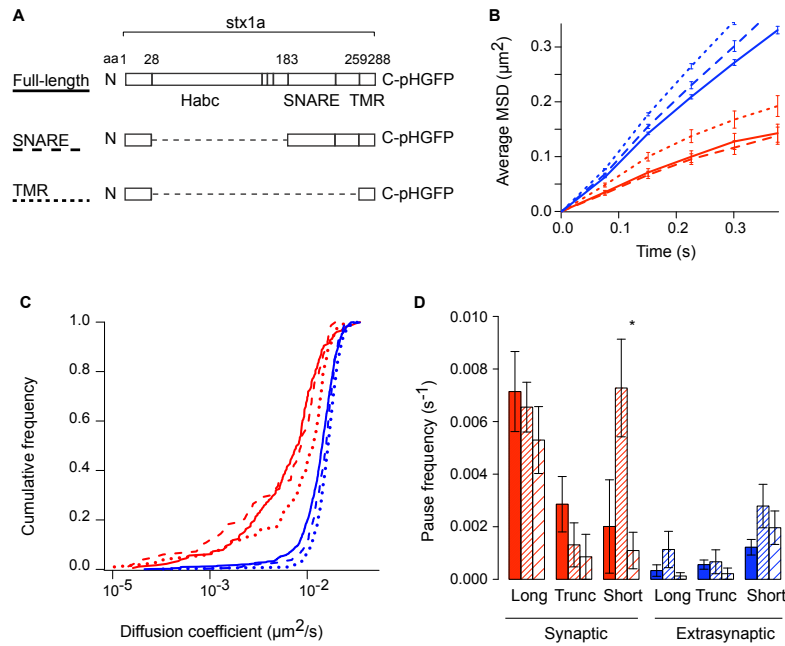 A
stx1a
aa 1 28 183 259 288
Full-length N C-pHGFP
Habc SNARE TMR
SNARE N C-pHGFP
TMR N C-pHGFP
B
Average MSD (µm²)
0.3
0.2
0.1
0.0
0.0 0.1 0.2 0.3
Time (s)
C
Cumulative frequency
1.0
0.8
0.6
0.4
0.2
0.0
10⁻⁵ 10⁻³ 10⁻²
Diffusion coefficient (µm²/s)
D
Pause frequency (s⁻¹)
0.010
0.008
0.006
0.004
0.002
0.000
*
Long Trunc Short Long Trunc Short
Synaptic Extrasynaptic